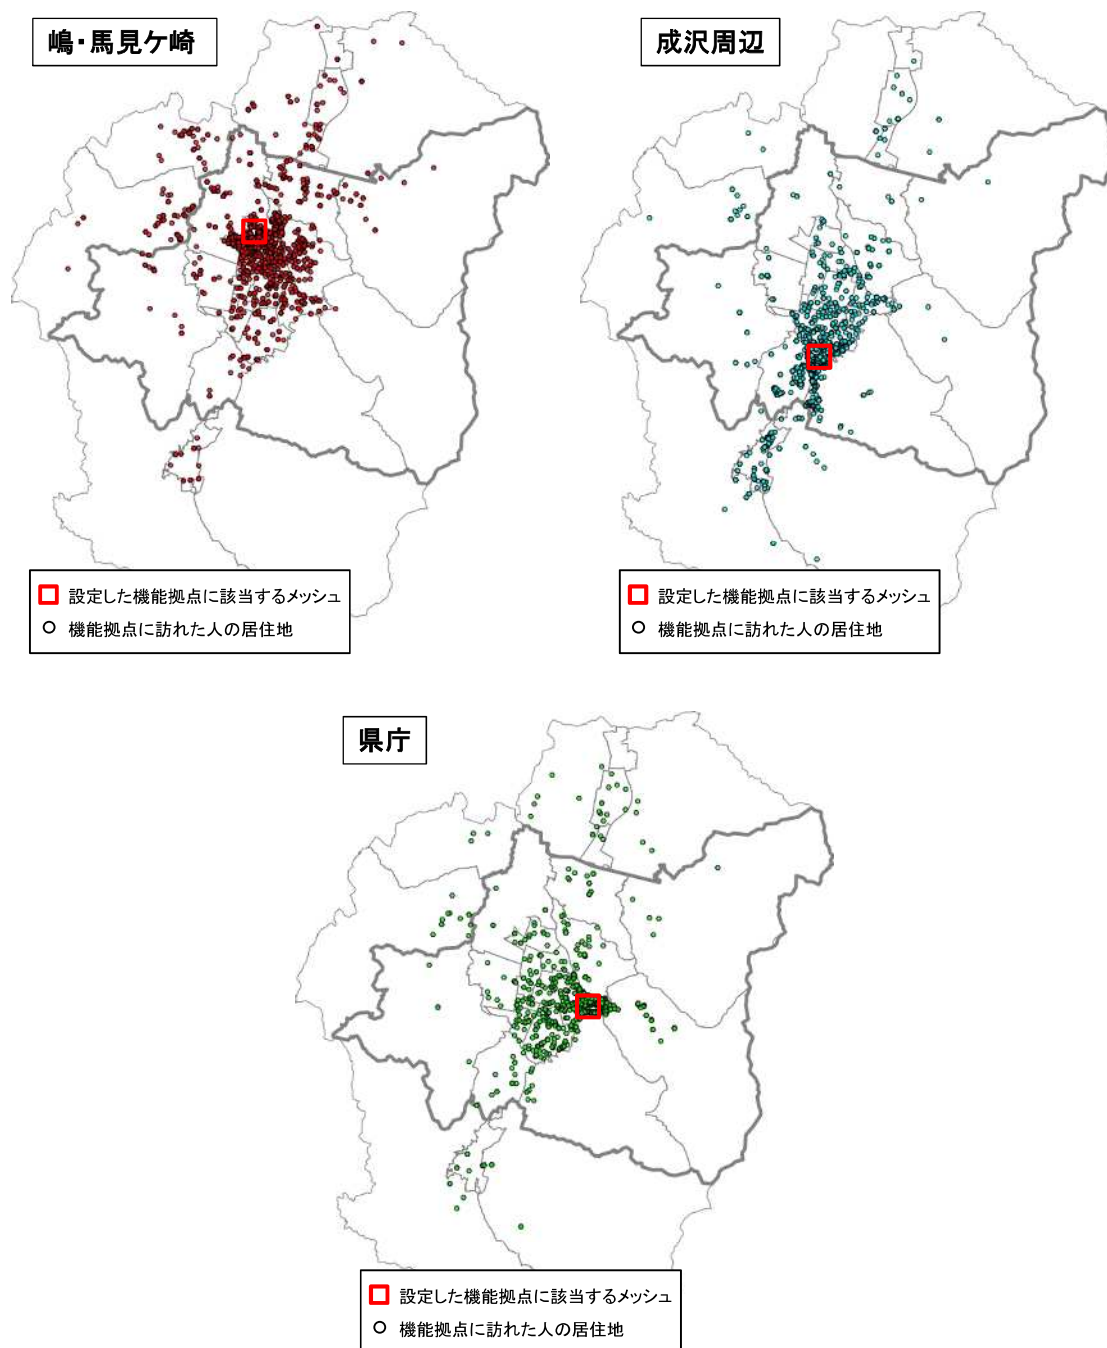 嶋・馬見ケ崎
成沢周辺
設定した機能拠点に該当するメッシュ
機能拠点に訪れた人の居住地
設定した機能拠点に該当するメッシュ
機能拠点に訪れた人の居住地
県庁
設定した機能拠点に該当するメッシュ
機能拠点に訪れた人の居住地